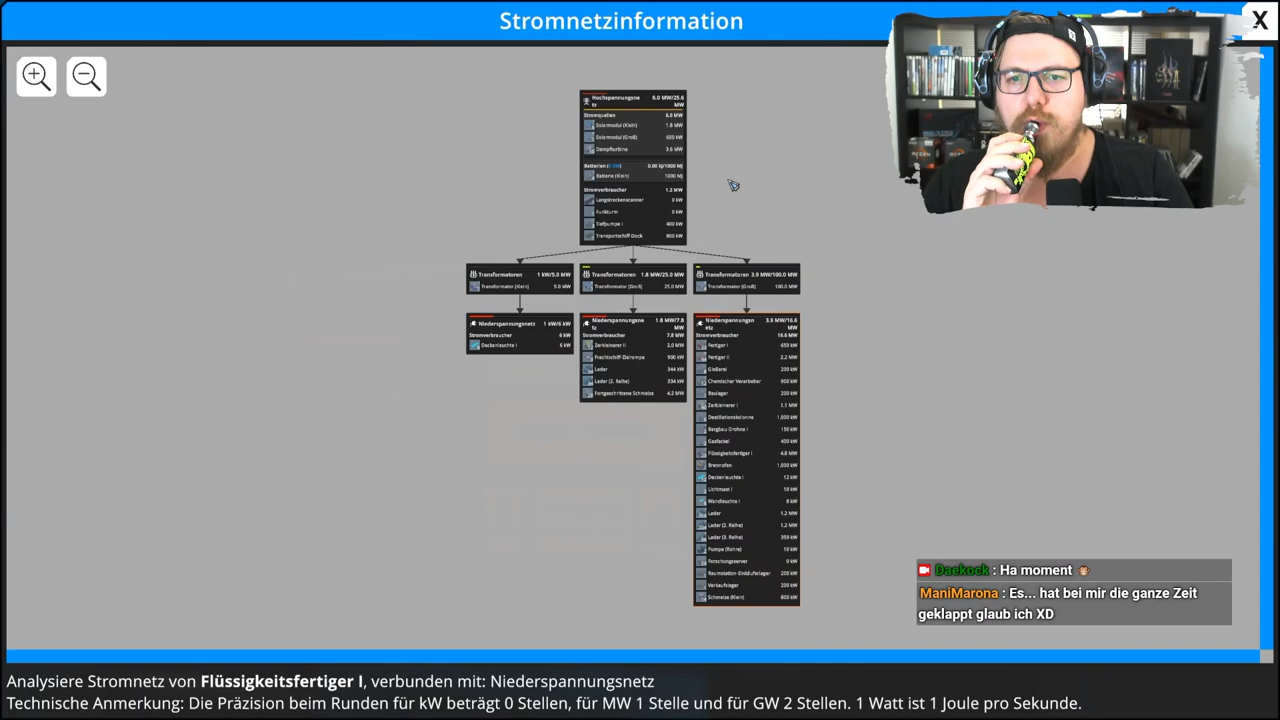 Stromnetzinformation
X
Hochspannungsne
tz
6.0 MW/25.6
MW
Stromquellen 6.0 MW
Solarmodul (Klein) 1.8 MW
Solarmodul (Groß) 650 kW
Dampfturbine 3.6 MW
Batterien (0 kW) 0.00 kJ/1000 MJ
Batterie (Klein) 1000 MJ
Stromverbraucher 1.2 MW
Langstreckenscanner 0 kW
Funkturm 0 kW
Tiefpumpe I 400 kW
Transportschiff-Dock 800 kW
Transformatoren 1 kW/5.0 MW
Transformator (Klein) 5.0 MW
Transformatoren 1.8 MW/25.0 MW
Transformator (Groß) 25.0 MW
Transformatoren 3.9 MW/100.0 MW
Transformator (Groß) 100.0 MW
Niederspannungsnetz 1 kW/6 kW
Stromverbraucher 6 kW
Deckenleuchte I 6 kW
Niederspannungsne
tz
1.8 MW/7.8
MW
Stromverbraucher 7.8 MW
Zerkleinerer II 2.0 MW
Frachtschiff-Zielrampe 900 kW
Lader 344 kW
Lader (2. Reihe) 334 kW
Fortgeschrittene Schmelze 4.2 MW
Niederspannungsn
etz
3.9 MW/16.6
MW
Stromverbraucher 16.6 MW
Fertiger I 650 kW
Fertiger II 2.2 MW
Gießerei 200 kW
Chemischer Verarbeiter 900 kW
Baulager 200 kW
Zerkleinerer I 1.1 MW
Destillationskolonne 1,000 kW
Bergbau-Drohne I 150 kW
Gasfackel 400 kW
Flüssigkeitsfertiger I 4.8 MW
Brennofen 1,000 kW
Deckenleuchte I 12 kW
Lichtmast I 10 kW
Wandleuchte I 8 kW
Lader 1.2 MW
Lader (2. Reihe) 1.2 MW
Lader (3. Reihe) 359 kW
Pumpe (Rohre) 10 kW
Forschungsserver 0 kW
Raumstation-Einkäuferlager 200 kW
Verkaufslager 200 kW
Schmelze (Klein) 800 kW
Daekock : Ha moment
ManiMarona : Es... hat bei mir die ganze Zeit
geklappt glaub ich XD
Analysiere Stromnetz von Flüssigkeitsfertiger I, verbunden mit: Niederspannungsnetz
Technische Anmerkung: Die Präzision beim Runden für kW beträgt 0 Stellen, für MW 1 Stelle und für GW 2 Stellen. 1 Watt ist 1 Joule pro Sekunde.